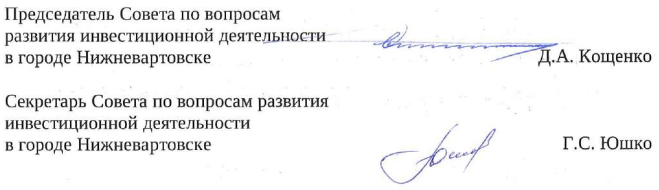 Председатель Совета по вопросам
развития инвестиционной деятельности
в городе Нижневартовске Д.А. Кощенко
Секретарь Совета по вопросам развития
инвестиционной деятельности
в городе Нижневартовске Г.С. Юшко